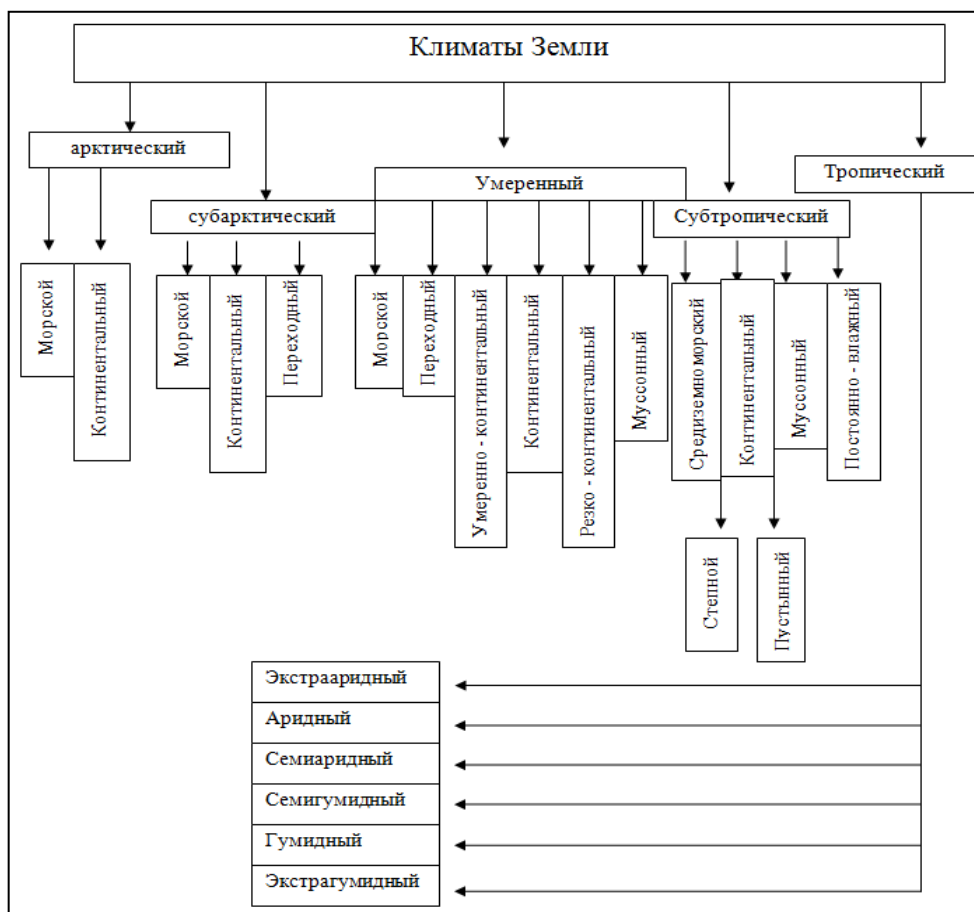 Климаты Земли
арктический
Тропический
Умеренный
субарктический
Субтропический
Морской
Континентальный
Морской
Континентальный
Переходный
Морской
Переходный
Умеренно - континентальный
Континентальный
Резко - континентальный
Муссонный
Средиземноморский
Континентальный
Муссонный
Постоянно - влажный
Степной
Пустынный
Экстрааридный
Аридный
Семиаридный
Семигумидный
Гумидный
Экстрагумидный